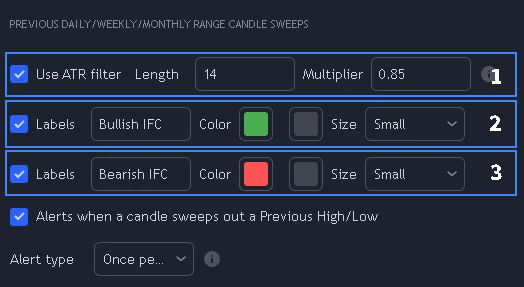 PREVIOUS DAILY/WEEKLY/MONTHLY RANGE CANDLE SWEEPS
Use ATR filter Length 14 Multiplier 0.85 1
Labels Bullish IFC Color Size Small 2
Labels Bearish IFC Color Size Small 3
Alerts when a candle sweeps out a Previous High/Low
Alert type Once pe...